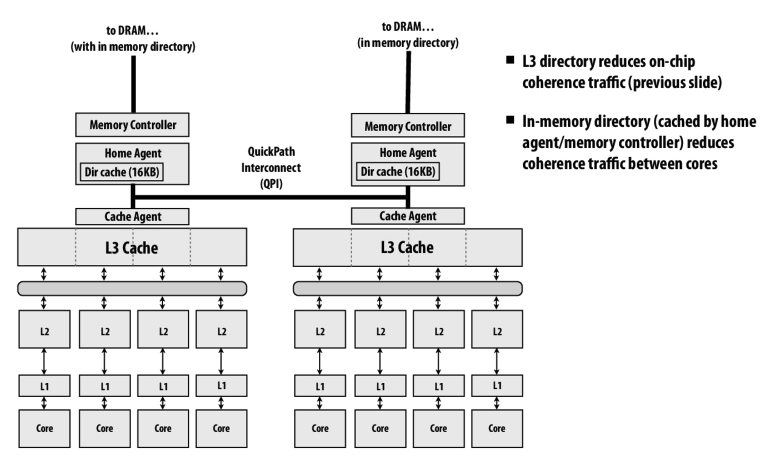 to DRAM…
(with in memory directory)
to DRAM…
(in memory directory)
■ L3 directory reduces on-chip
coherence traffic (previous slide)
■ In-memory directory (cached by home
agent/memory controller) reduces
coherence traffic between cores
Memory Controller
Memory Controller
Home Agent
Dir cache (16KB)
QuickPath
Interconnect
(QPI)
Home Agent
Dir cache (16KB)
Cache Agent
Cache Agent
L3 Cache
L3 Cache
L2 L2 L2 L2
L2 L2 L2 L2
L1 L1 L1 L1
L1 L1 L1 L1
Core Core Core Core
Core Core Core Core